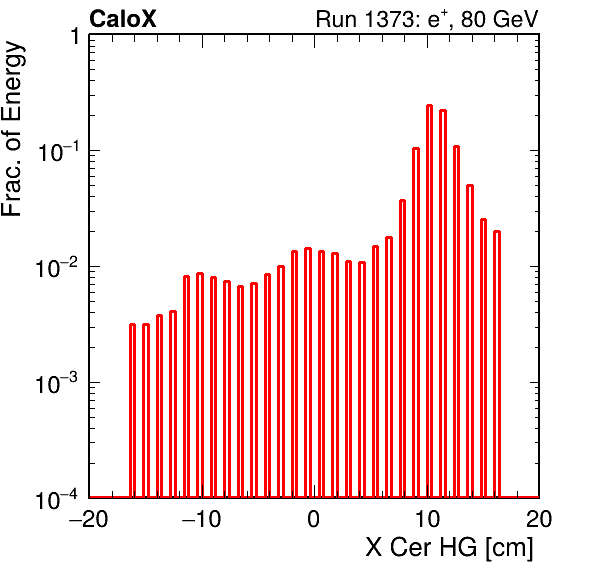 CaloX
Run 1373: e⁺, 80 GeV
Frac. of Energy
1
10⁻¹
10⁻²
10⁻³
10⁻⁴
−20
−10
0
10
20
X Cer HG [cm]